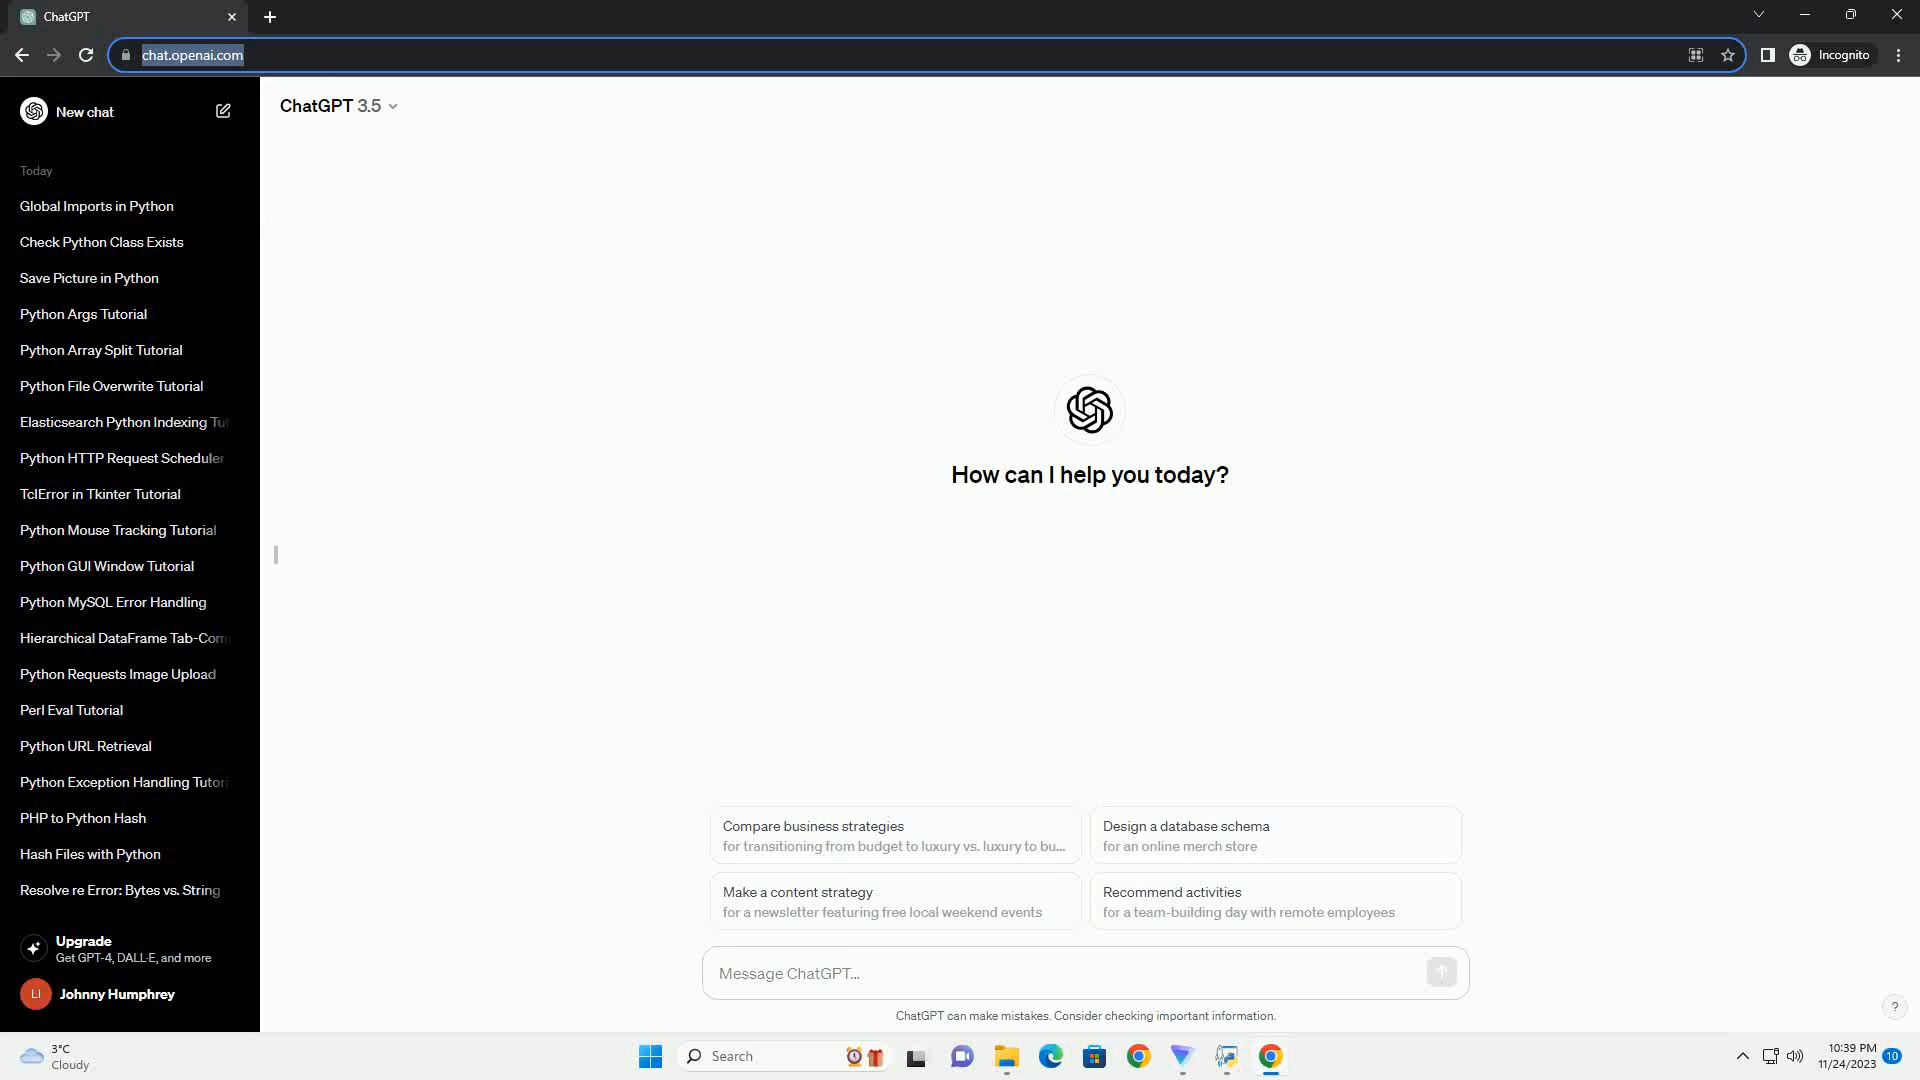 ChatGPT
chat.openai.com
Incognito
New chat
ChatGPT 3.5
Today
Global Imports in Python
Check Python Class Exists
Save Picture in Python
Python Args Tutorial
Python Array Split Tutorial
Python File Overwrite Tutorial
Elasticsearch Python Indexing Tut
Python HTTP Request Scheduler
TclError in Tkinter Tutorial
Python Mouse Tracking Tutorial
Python GUI Window Tutorial
Python MySQL Error Handling
Hierarchical DataFrame Tab-Com
Python Requests Image Upload
Perl Eval Tutorial
Python URL Retrieval
Python Exception Handling Tutori
PHP to Python Hash
Hash Files with Python
Resolve re Error: Bytes vs. String
Upgrade
Get GPT-4, DALL·E, and more
LI
Johnny Humphrey
How can I help you today?
Compare business strategies
for transitioning from budget to luxury vs. luxury to bu...
Design a database schema
for an online merch store
Make a content strategy
for a newsletter featuring free local weekend events
Recommend activities
for a team-building day with remote employees
Message ChatGPT...
ChatGPT can make mistakes. Consider checking important information.
?
3°C
Cloudy
Search
10:39 PM
11/24/2023
10